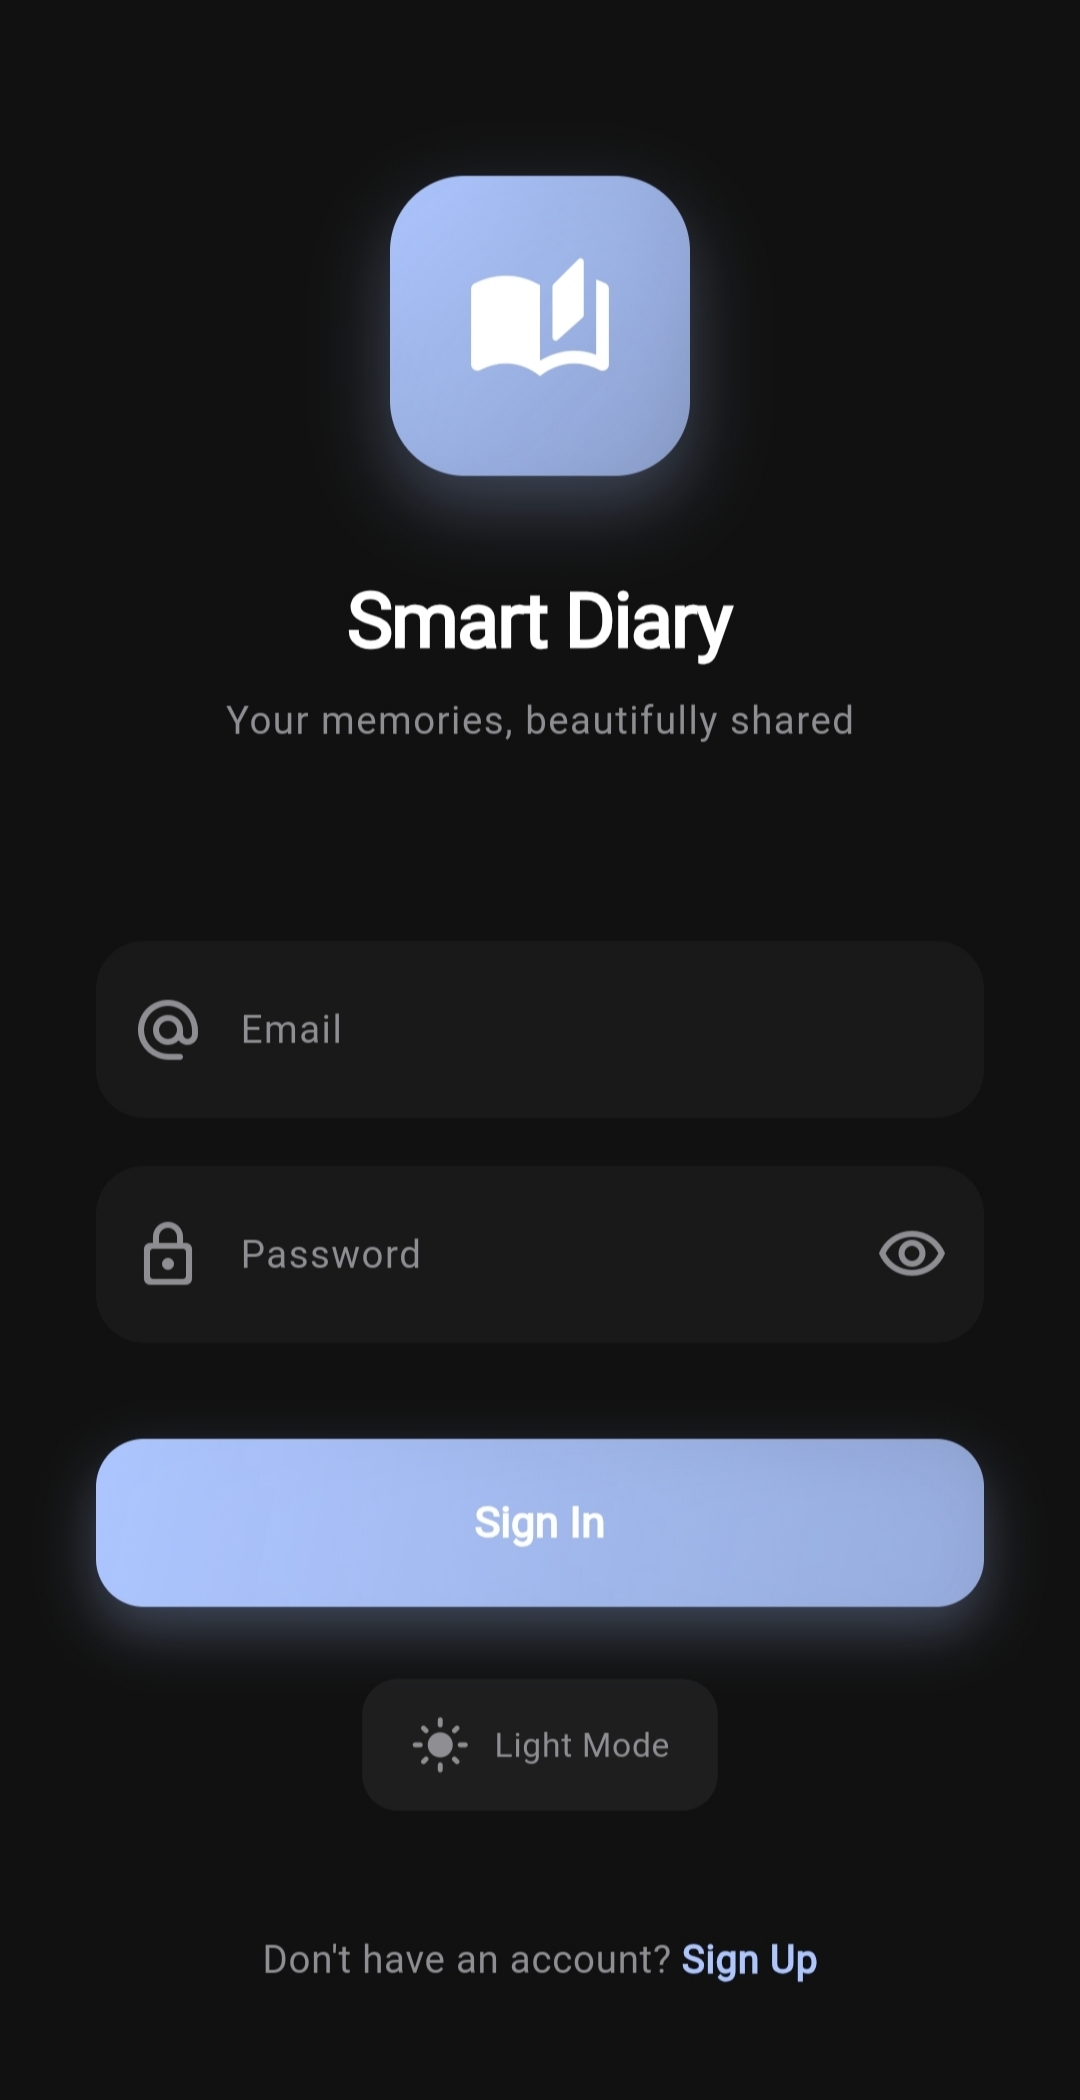 Smart Diary
Your memories, beautifully shared
Email
Password
Sign In
Light Mode
Don't have an account? Sign Up